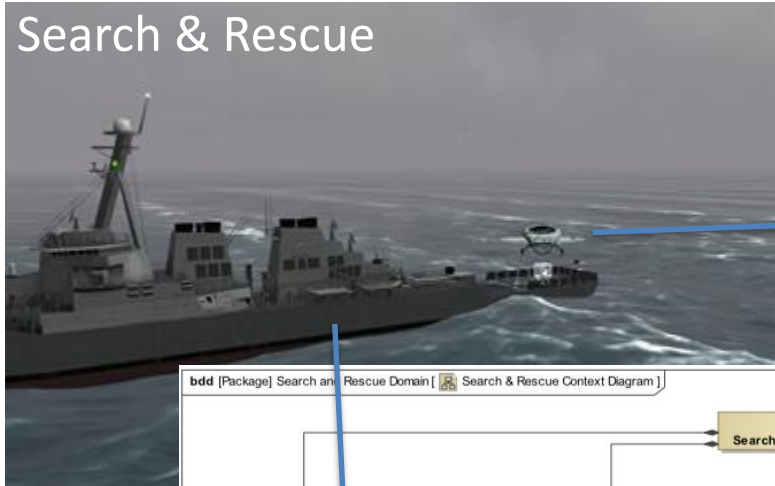 Search & Rescue
bdd [Package] Search and Rescue Domain [ Search & Rescue Context Diagram ]
Search